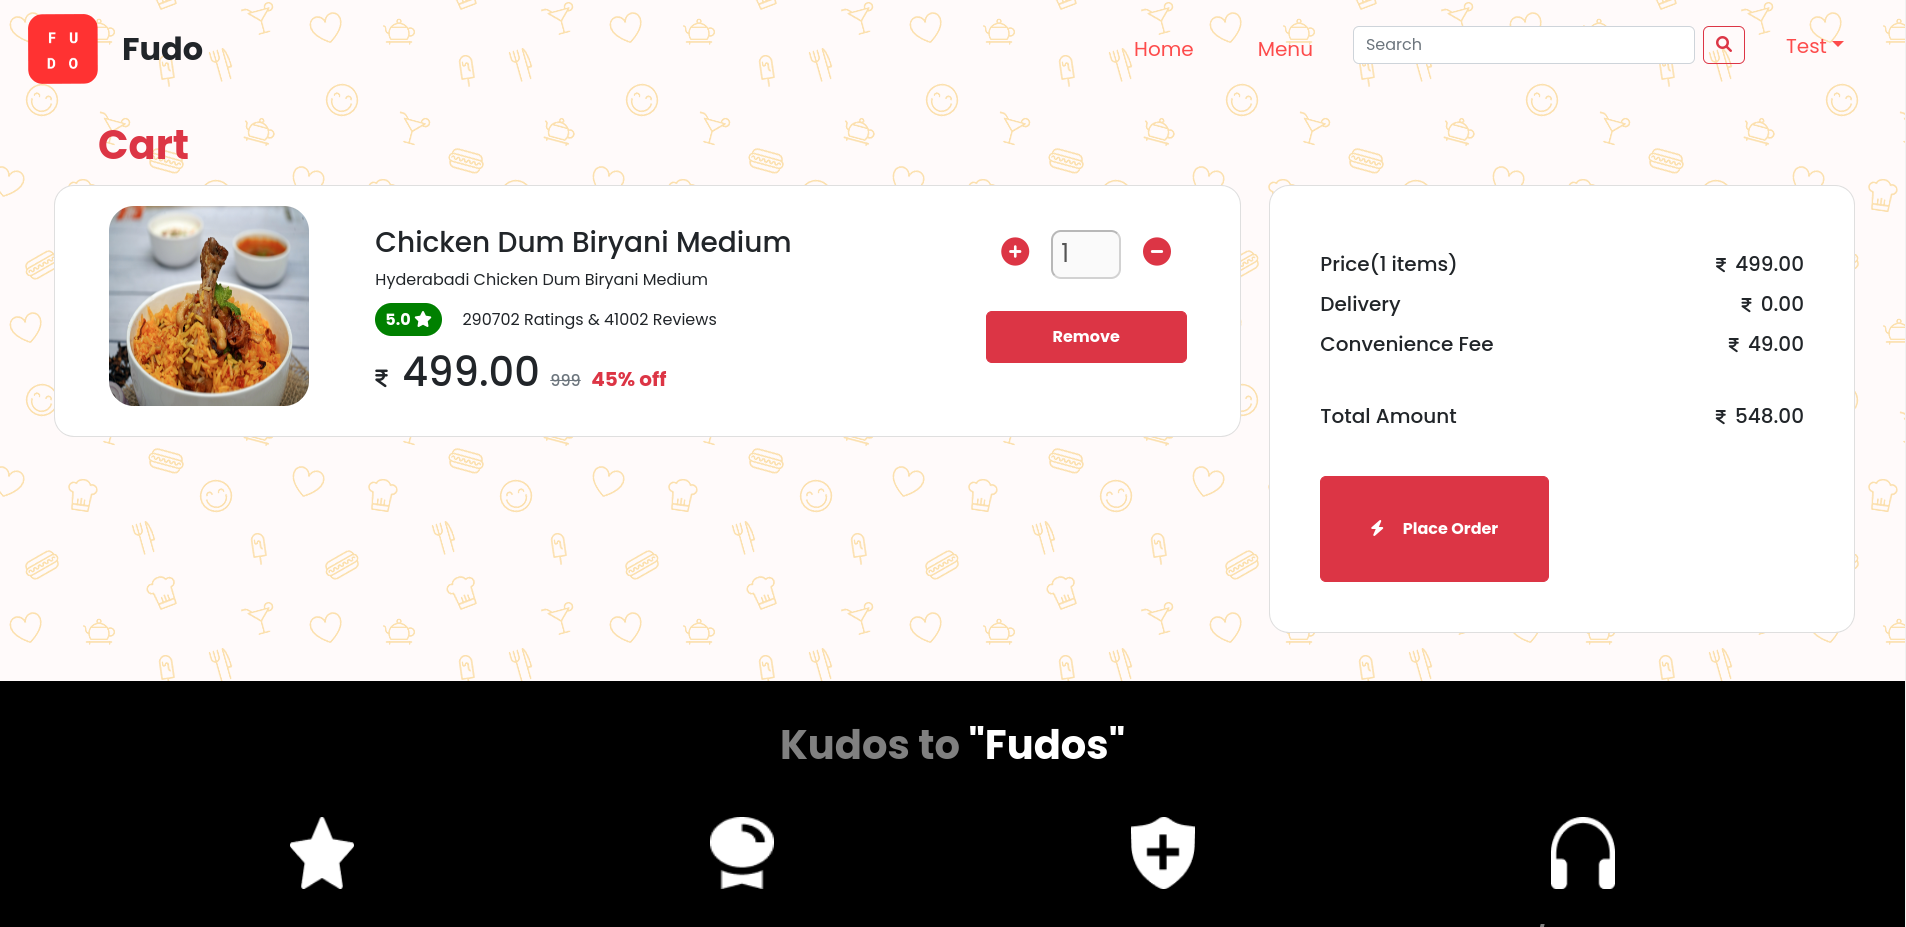 FU
DO
Fudo
Home
Menu
Search
Test
Cart
Chicken Dum Biryani Medium
Hyderabadi Chicken Dum Biryani Medium
5.0
290702 Ratings & 41002 Reviews
₹ 499.00 999 45% off
1
Remove
Price(1 items) ₹ 499.00
Delivery ₹ 0.00
Convenience Fee ₹ 49.00
Total Amount ₹ 548.00
Place Order
Kudos to "Fudos"